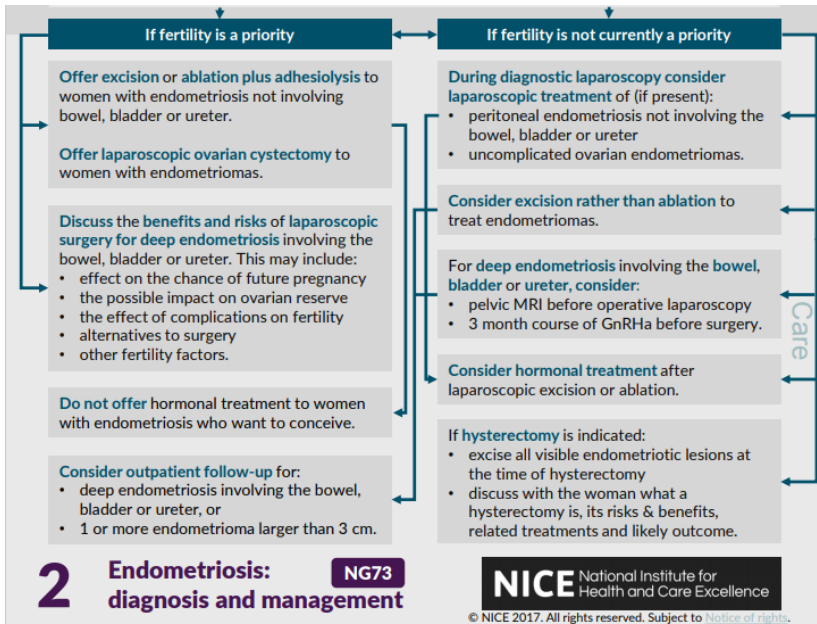 If fertility is a priority
Offer excision or ablation plus adhesiolysis to
women with endometriosis not involving
bowel, bladder or ureter.
Offer laparoscopic ovarian cystectomy to
women with endometriomas.
Discuss the benefits and risks of laparoscopic
surgery for deep endometriosis involving the
bowel, bladder or ureter. This may include:
• effect on the chance of future pregnancy
• the possible impact on ovarian reserve
• the effect of complications on fertility
• alternatives to surgery
• other fertility factors.
Do not offer hormonal treatment to women
with endometriosis who want to conceive.
Consider outpatient follow-up for:
• deep endometriosis involving the bowel,
bladder or ureter, or
• 1 or more endometrioma larger than 3 cm.
If fertility is not currently a priority
During diagnostic laparoscopy consider
laparoscopic treatment of (if present):
• peritoneal endometriosis not involving the
bowel, bladder or ureter
• uncomplicated ovarian endometriomas.
Consider excision rather than ablation to
treat endometriomas.
For deep endometriosis involving the bowel,
bladder or ureter, consider:
• pelvic MRI before operative laparoscopy
• 3 month course of GnRHa before surgery.
Consider hormonal treatment after
laparoscopic excision or ablation.
If hysterectomy is indicated:
• excise all visible endometriotic lesions at
the time of hysterectomy
• discuss with the woman what a
hysterectomy is, its risks & benefits,
related treatments and likely outcome.
Care
2
Endometriosis:
diagnosis and management
NG73
NICE National Institute for
Health and Care Excellence
© NICE 2017. All rights reserved. Subject to Notice of rights.